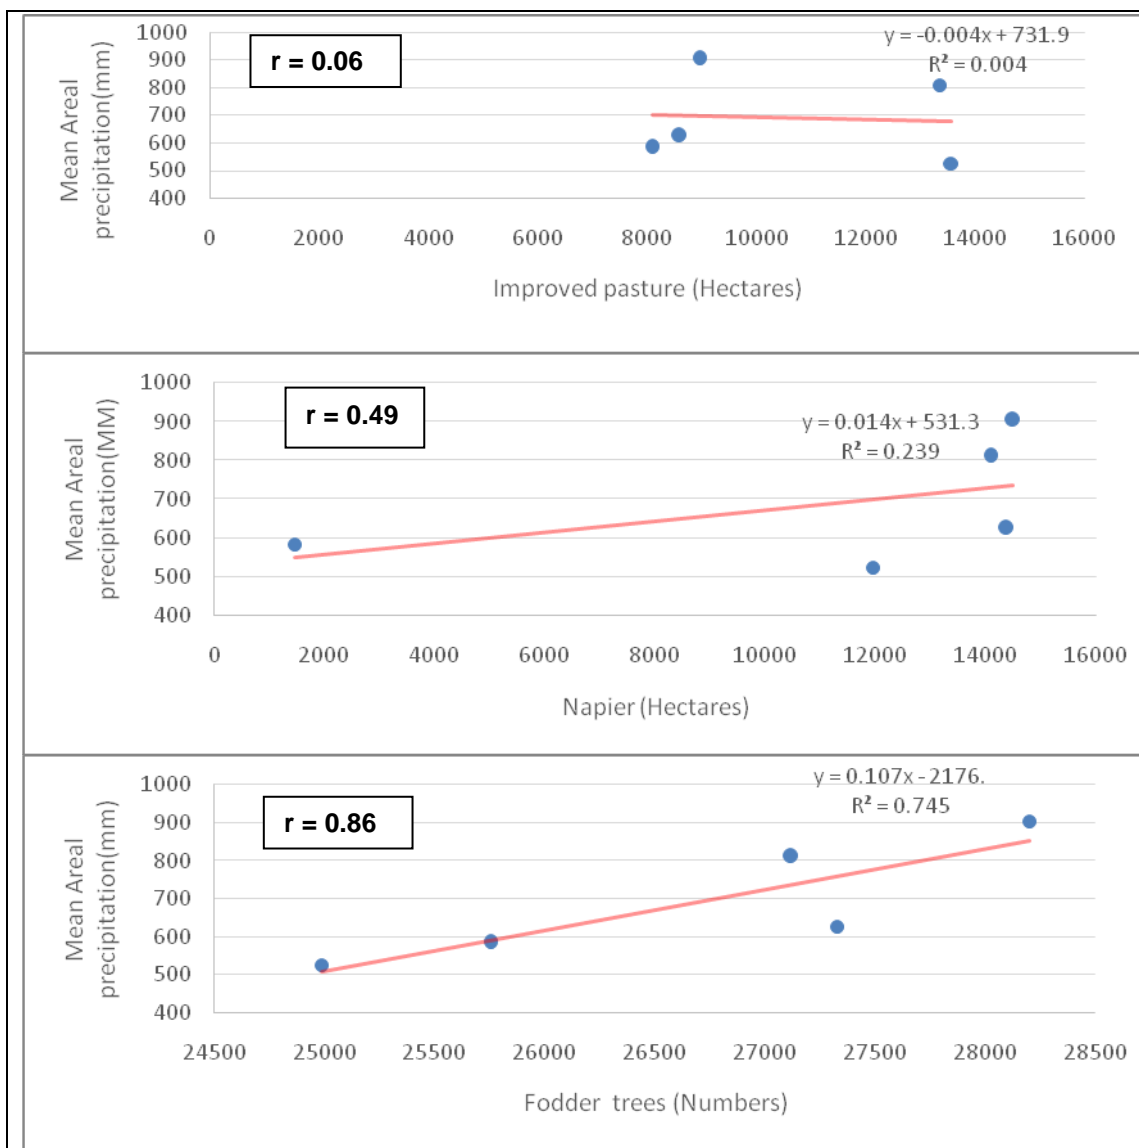 1000
900
800
700
600
500
400
Mean Areal
precipitation(mm)
r = 0.06
y = -0.004x + 731.9
R² = 0.004
0 2000 4000 6000 8000 10000 12000 14000 16000
Improved pasture (Hectares)
1000
900
800
700
600
500
400
Mean Areal
precipitation(MM)
r = 0.49
y = 0.014x + 531.3
R² = 0.239
0 2000 4000 6000 8000 10000 12000 14000 16000
Napier (Hectares)
1000
900
800
700
600
500
400
Mean Areal
precipitation(mm)
r = 0.86
y = 0.107x - 2176.
R² = 0.745
24500 25000 25500 26000 26500 27000 27500 28000 28500
Fodder trees (Numbers)